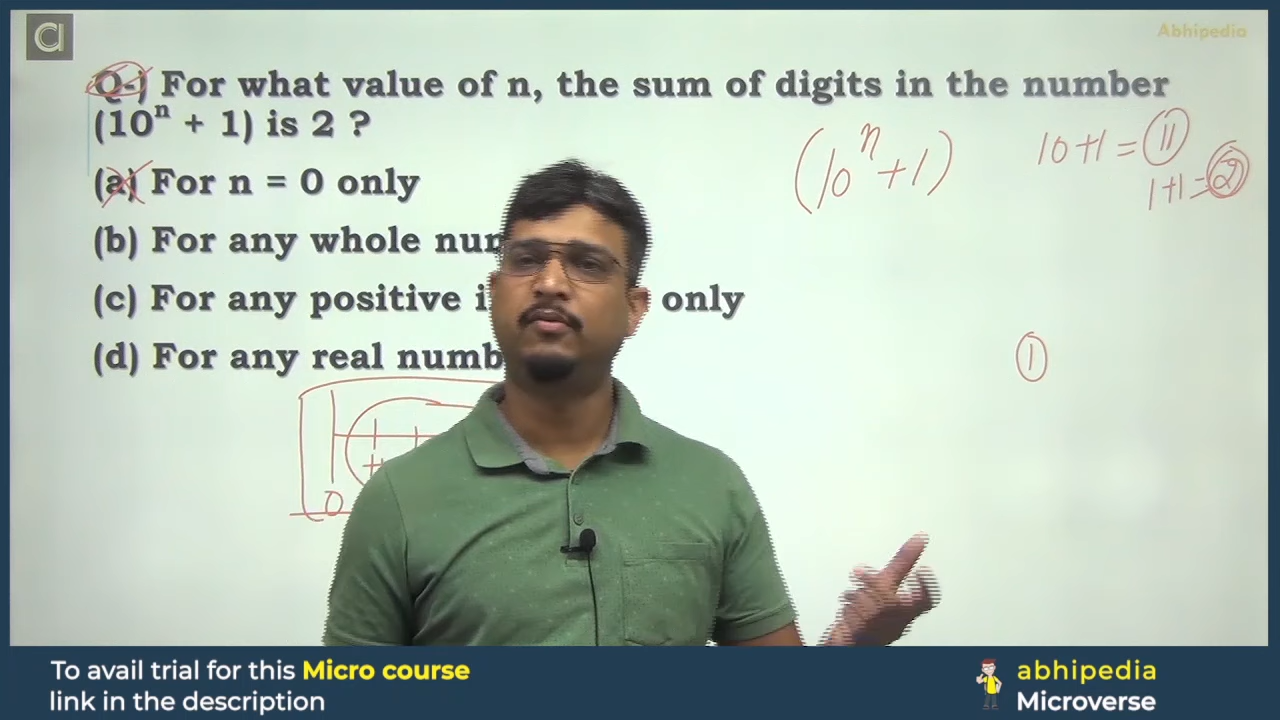 Abhipedia
Q-) For what value of n, the sum of digits in the number
(10ⁿ + 1) is 2 ?
(a) For n = 0 only
(b) For any whole
(c) For any positive only
(d) For any real
(10ⁿ+1)
10+1=11
1+1=2
1
0
To avail trial for this Micro course
link in the description
abhipedia
Microverse